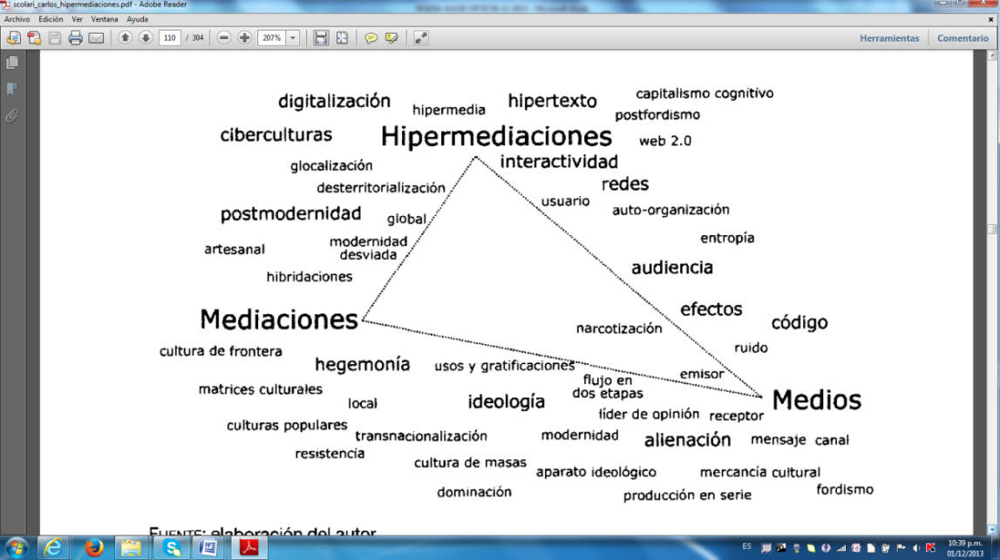 scolari_carlos_hipermediaciones.pdf - Adobe Reader
Archivo Edición Ver Ventana Ayuda
110 / 304 207% Herramientas Comentario
capitalismo cognitivo
digitalización hipermedia hipertexto
postfordismo
ciberculturas Hipermediaciones web 2.0
glocalización interactividad
desterritorialización redes
usuario
postmodernidad global auto-organización
artesanal modernidad entropía
desviada
hibridaciones audiencia
Mediaciones efectos código
narcotización
cultura de frontera ruido
hegemonía usos y gratificaciones emisor
flujo en
matrices culturales dos etapas
local ideología Medios
líder de opinión receptor
culturas populares transnacionalización modernidad alienación mensaje canal
resistencia cultura de masas
aparato ideológico mercancía cultural
dominación producción en serie fordismo
FUENTE: elaboración del autor
ES 10:39 p.m.
01/12/2013